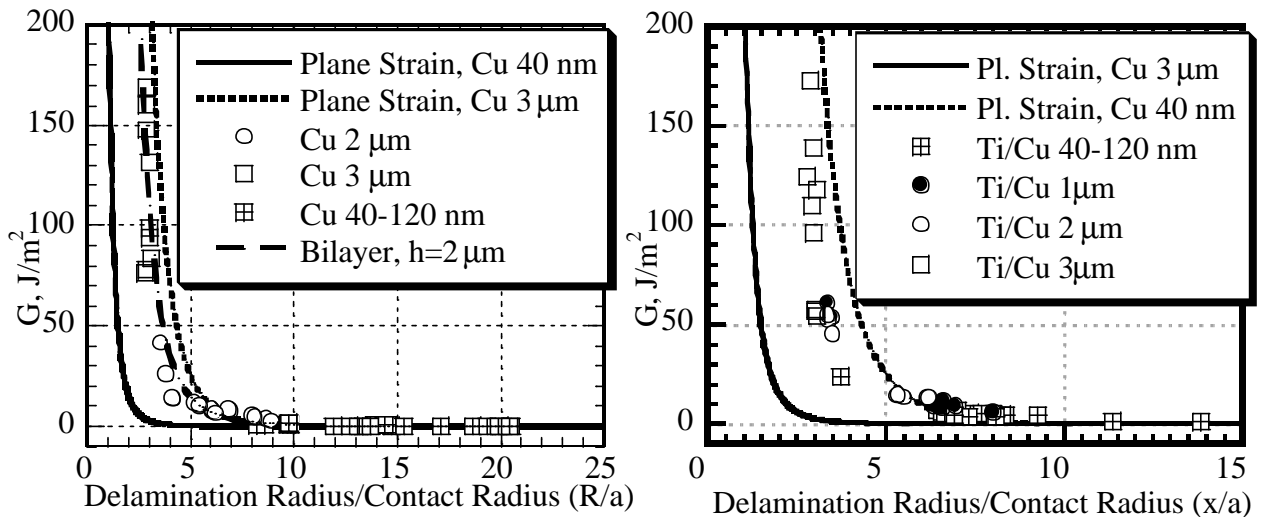 200
150
100
50
0
G, J/m²
Plane Strain, Cu 40 nm
Plane Strain, Cu 3 μm
Cu 2 μm
Cu 3 μm
Cu 40-120 nm
Bilayer, h=2 μm
0 5 10 15 20 25
Delamination Radius/Contact Radius (R/a)
200
150
100
50
0
G, J/m²
Pl. Strain, Cu 3 μm
Pl. Strain, Cu 40 nm
Ti/Cu 40-120 nm
Ti/Cu 1μm
Ti/Cu 2 μm
Ti/Cu 3μm
0 5 10 15
Delamination Radius/Contact Radius (x/a)